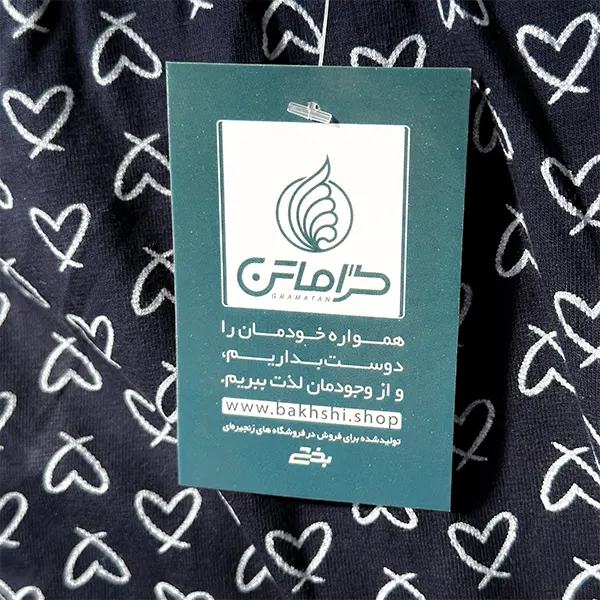 گراماتن
GRAMATAN
همواره خودمان را
دوست بداریم،
و از وجودمان لذت ببریم.
www.bakhshi.shop
تولیدشده برای فروش در فروشگاه های زنجیره‌ای
بخشی